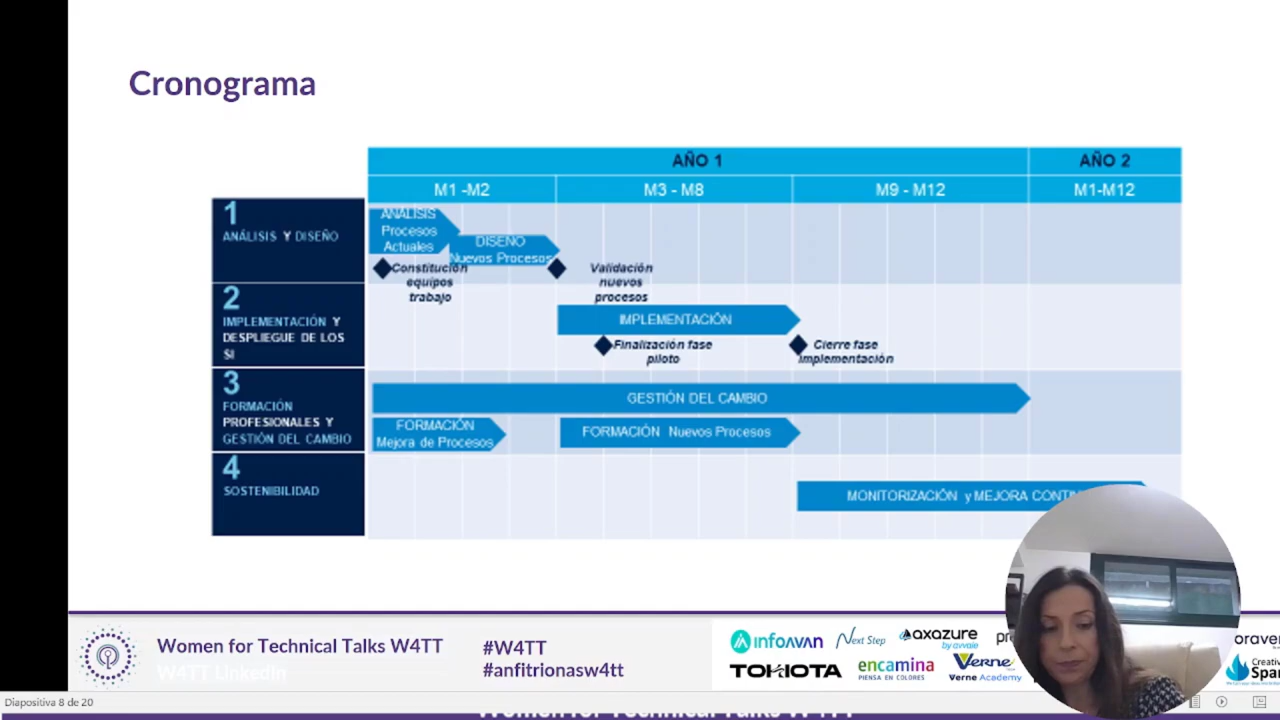 Cronograma
AÑO 1
AÑO 2
M1 -M2
M3 - M8
M9 - M12
M1-M12
1
ANÁLISIS Y DISEÑO
ANÁLISIS
Procesos
Actuales
DISEÑO
Nuevos Procesos
Constitución
equipos
trabajo
Validación
nuevos
procesos
2
IMPLEMENTACIÓN Y
DESPLIEGUE DE LOS
SI
IMPLEMENTACIÓN
Finalización fase
piloto
Cierre fase
implementación
3
FORMACIÓN
PROFESIONALES Y
GESTIÓN DEL CAMBIO
GESTIÓN DEL CAMBIO
FORMACIÓN
Mejora de Procesos
FORMACIÓN Nuevos Procesos
4
SOSTENIBILIDAD
MONITORIZACIÓN y MEJORA
Women for Technical Talks W4TT
W4TT LinkedIn
#W4TT
#anfitrionasw4tt
infoavan
Next Step
axazure
by avvale
TOKIOTA
encamina
PIENSA EN COLORES
Verne
Verne Academy
Diapositiva 8 de 20